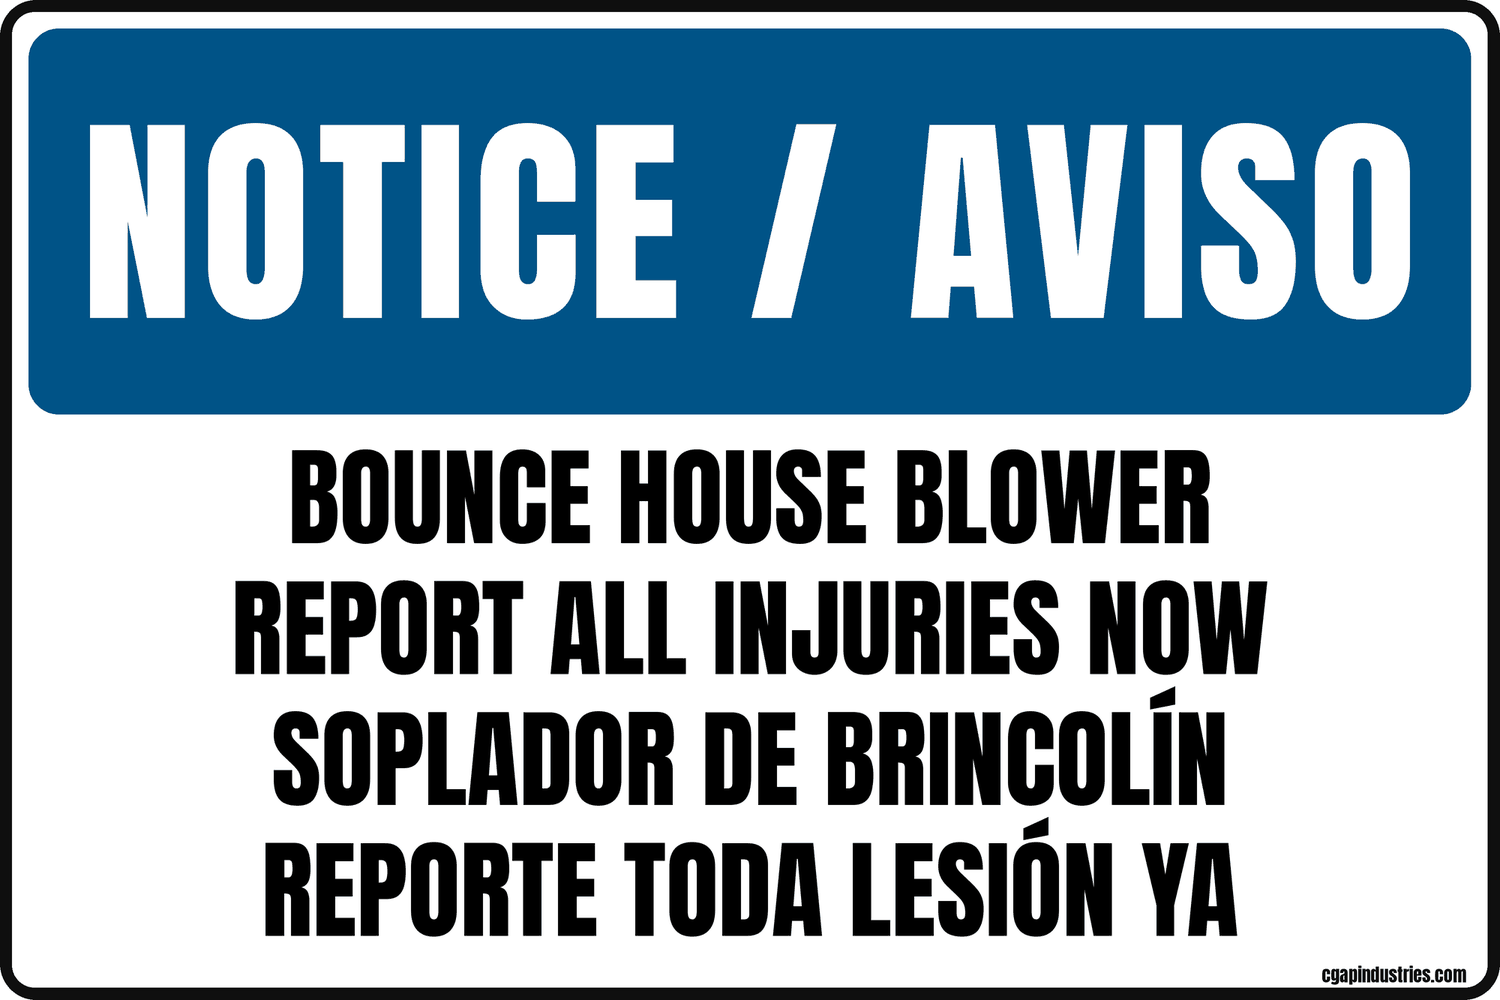 NOTICE / AVISO
BOUNCE HOUSE BLOWER
REPORT ALL INJURIES NOW
SOPLADOR DE BRINCOLÍN
REPORTE TODA LESIÓN YA
cgapindustries.com